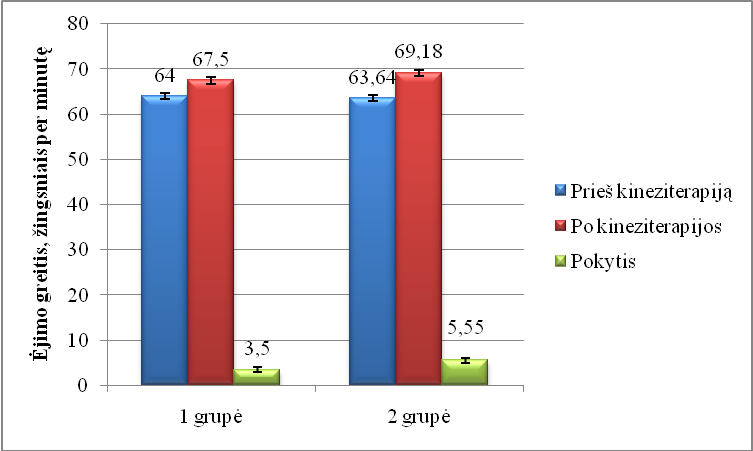 Ėjimo greitis, žingsniais per minutę
80
70
60
50
40
30
20
10
0
64
67,5
3,5
63,64
69,18
5,55
1 grupė
2 grupė
Prieš kineziterapiją
Po kineziterapijos
Pokytis